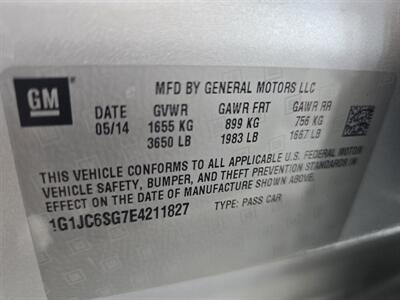 GM
MFD BY GENERAL MOTORS LLC
DATE GVWR GAWR FRT GAWR RR
05/14 1655 KG 899 KG 756 KG
3650 LB 1983 LB 1667 LB
THIS VEHICLE CONFORMS TO ALL APPLICABLE U.S. FEDERAL MOTOR
VEHICLE SAFETY, BUMPER, AND THEFT PREVENTION STANDARDS IN
EFFECT ON THE DATE OF MANUFACTURE SHOWN ABOVE.
1G1JC6SG7E4211827 TYPE: PASS CAR